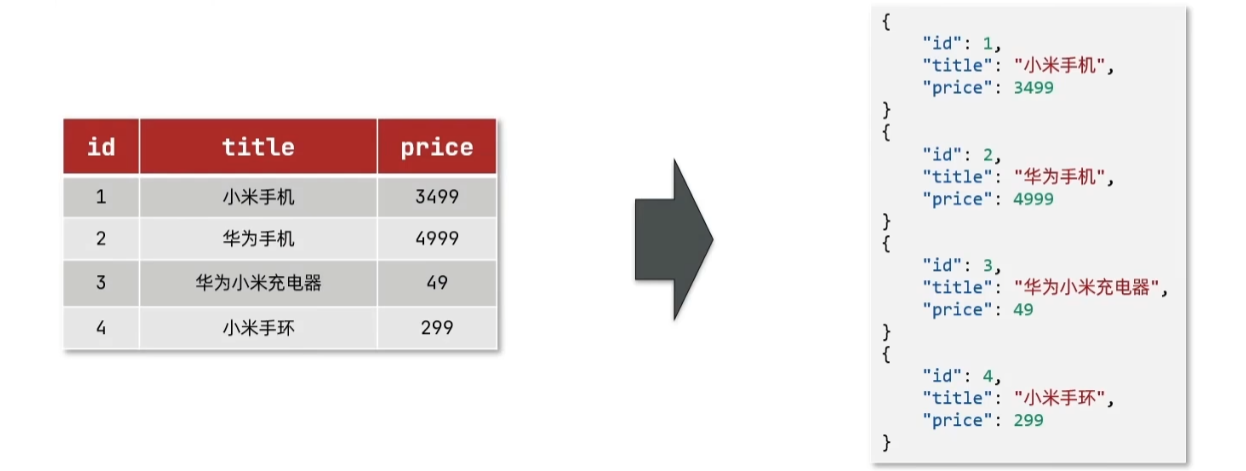 id title price
1 小米手机 3499
2 华为手机 4999
3 华为小米充电器 49
4 小米手环 299
{
"id": 1,
"title": "小米手机",
"price": 3499
}
{
"id": 2,
"title": "华为手机",
"price": 4999
}
{
"id": 3,
"title": "华为小米充电器",
"price": 49
}
{
"id": 4,
"title": "小米手环",
"price": 299
}